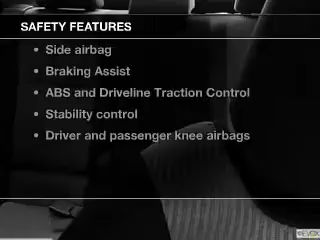 SAFETY FEATURES
• Side airbag
• Braking Assist
• ABS and Driveline Traction Control
• Stability control
• Driver and passenger knee airbags